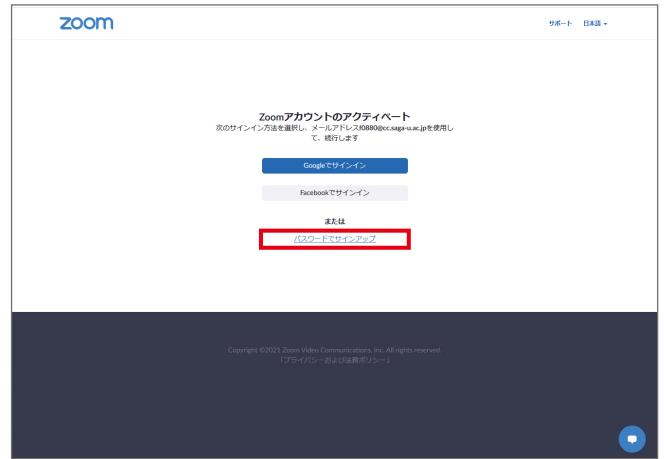 zoom
サポート 日本語
Zoomアカウントのアクティベート
次のサインイン方法を選択し、メールアドレスf0880@cc.saga-u.ac.jpを使用し
て、続行します
Googleでサインイン
Facebookでサインイン
または
パスワードでサインアップ
Copyright ©2021 Zoom Video Communications, Inc. All rights reserved.
「プライバシーおよび法務ポリシー」